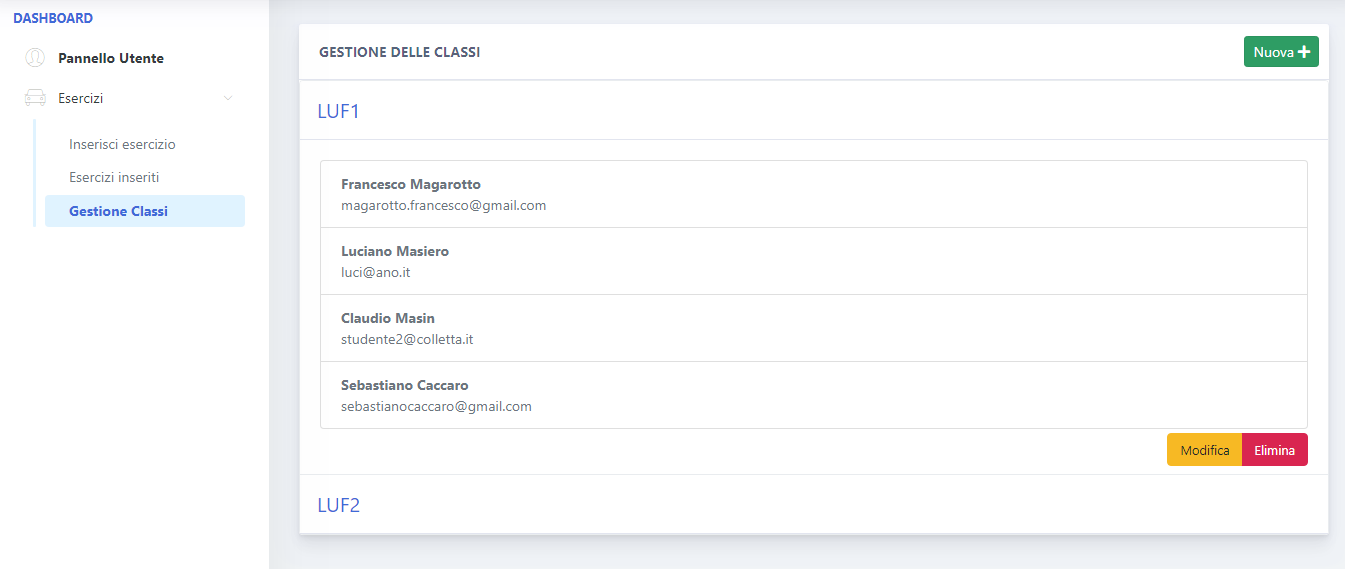 DASHBOARD
Pannello Utente
Esercizi
Inserisci esercizio
Esercizi inseriti
Gestione Classi
GESTIONE DELLE CLASSI
Nuova
LUF1
Francesco Magarotto
magarotto.francesco@gmail.com
Luciano Masiero
luci@ano.it
Claudio Masin
studente2@colletta.it
Sebastiano Caccaro
sebastianocaccaro@gmail.com
Modifica Elimina
LUF2